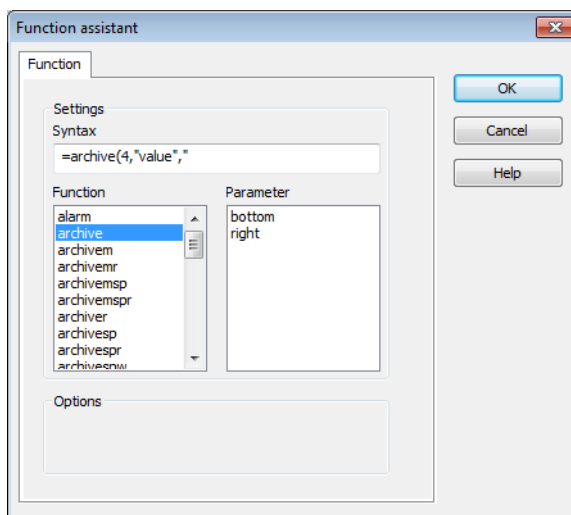 Function assistant
Function
OK
Cancel
Help
Settings
Syntax
=archive(4,"value","
Function
Parameter
alarm
archive
archivem
archivemr
archivemsp
archivemspr
archiver
archivesp
archivespr
archivespw
bottom
right
Options